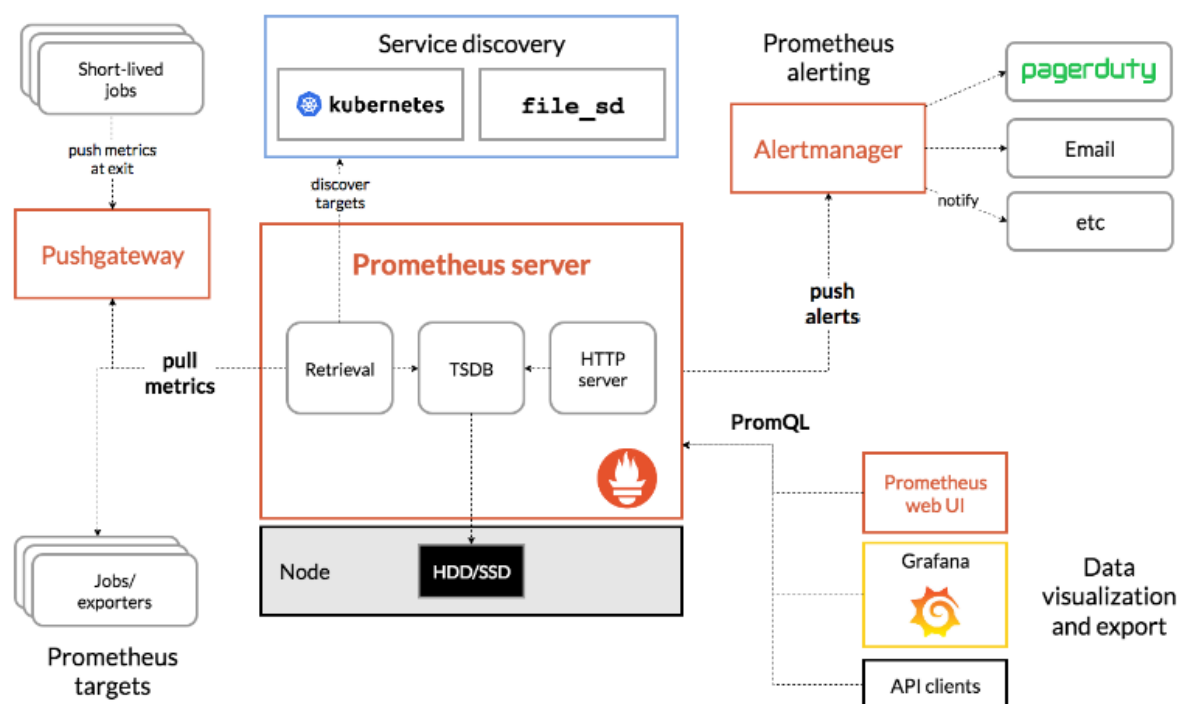 Short-lived
jobs
push metrics
at exit
Pushgateway
pull
metrics
Jobs/
exporters
Prometheus
targets
Service discovery
kubernetes
file_sd
discover
targets
Prometheus server
Retrieval
TSDB
HTTP
server
Node
HDD/SSD
Prometheus
alerting
Alertmanager
pagerduty
Email
notify
etc
push
alerts
PromQL
Prometheus
web UI
Grafana
API clients
Data
visualization
and export